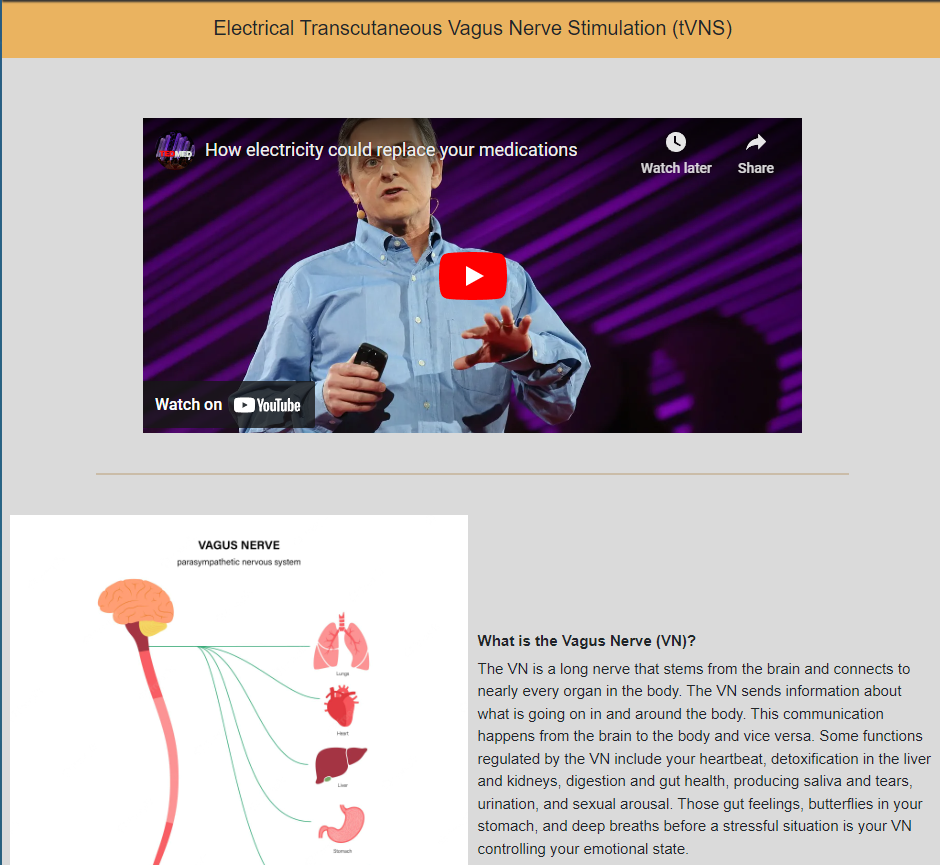 Electrical Transcutaneous Vagus Nerve Stimulation (tVNS)
How electricity could replace your medications
Watch later
Share
Watch on YouTube
VAGUS NERVE
parasympathetic nervous system
Lungs
Heart
Liver
Stomach
What is the Vagus Nerve (VN)?
The VN is a long nerve that stems from the brain and connects to
nearly every organ in the body. The VN sends information about
what is going on in and around the body. This communication
happens from the brain to the body and vice versa. Some functions
regulated by the VN include your heartbeat, detoxification in the liver
and kidneys, digestion and gut health, producing saliva and tears,
urination, and sexual arousal. Those gut feelings, butterflies in your
stomach, and deep breaths before a stressful situation is your VN
controlling your emotional state.